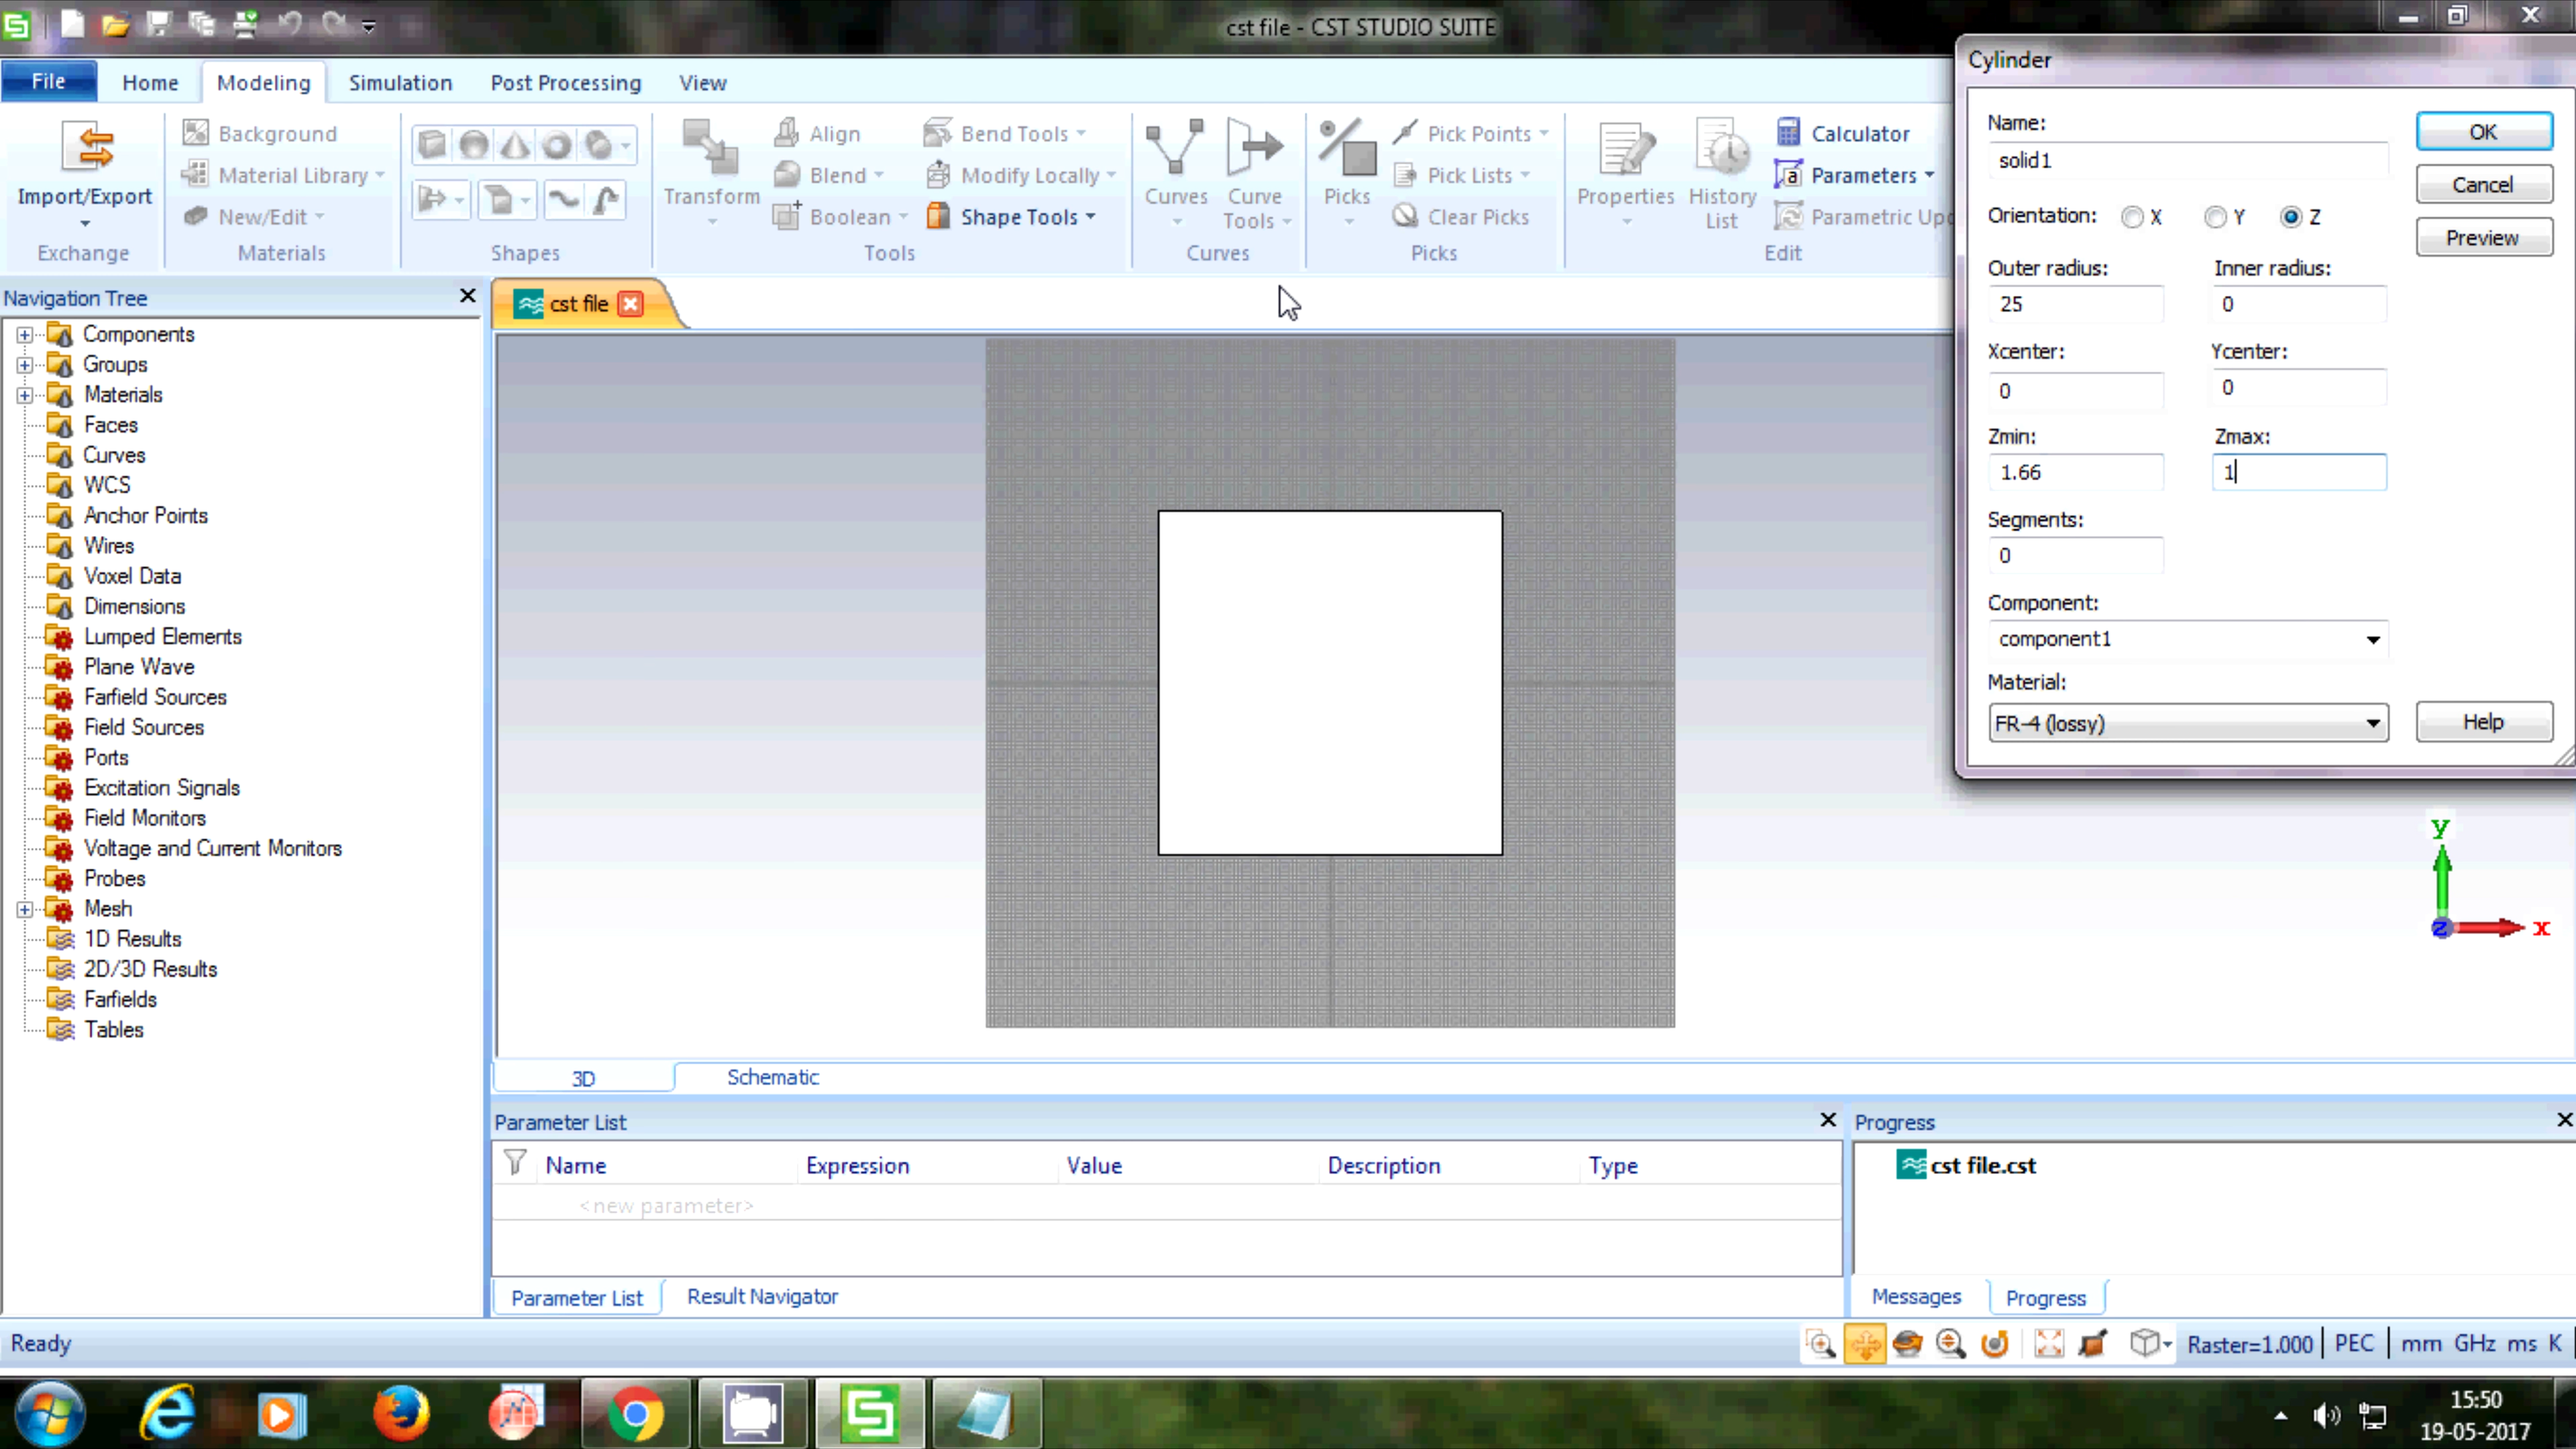 cst file - CST STUDIO SUITE
File Home Modeling Simulation Post Processing View
Import/Export
Exchange
Background
Material Library
New/Edit
Materials
Shapes
Transform
Align
Blend
Boolean
Bend Tools
Modify Locally
Shape Tools
Tools
Curves
Curve Tools
Curves
Picks
Pick Points
Pick Lists
Clear Picks
Picks
Properties
History List
Calculator
Parameters
Parametric Up
Edit
Cylinder
Name:
solid1
OK
Cancel
Preview
Orientation: X Y Z
Outer radius: Inner radius:
25 0
Xcenter: Ycenter:
0 0
Zmin: Zmax:
1.66 1
Segments:
0
Component:
component1
Material:
FR-4 (lossy)
Help
Navigation Tree
Components
Groups
Materials
Faces
Curves
WCS
Anchor Points
Wires
Voxel Data
Dimensions
Lumped Elements
Plane Wave
Farfield Sources
Field Sources
Ports
Excitation Signals
Field Monitors
Voltage and Current Monitors
Probes
Mesh
1D Results
2D/3D Results
Farfields
Tables
cst file
y
z x
3D Schematic
Parameter List
Name Expression Value Description Type
<new parameter>
Parameter List Result Navigator
Progress
cst file.cst
Messages Progress
Ready
Raster=1.000 PEC mm GHz ms K
15:50
19-05-2017